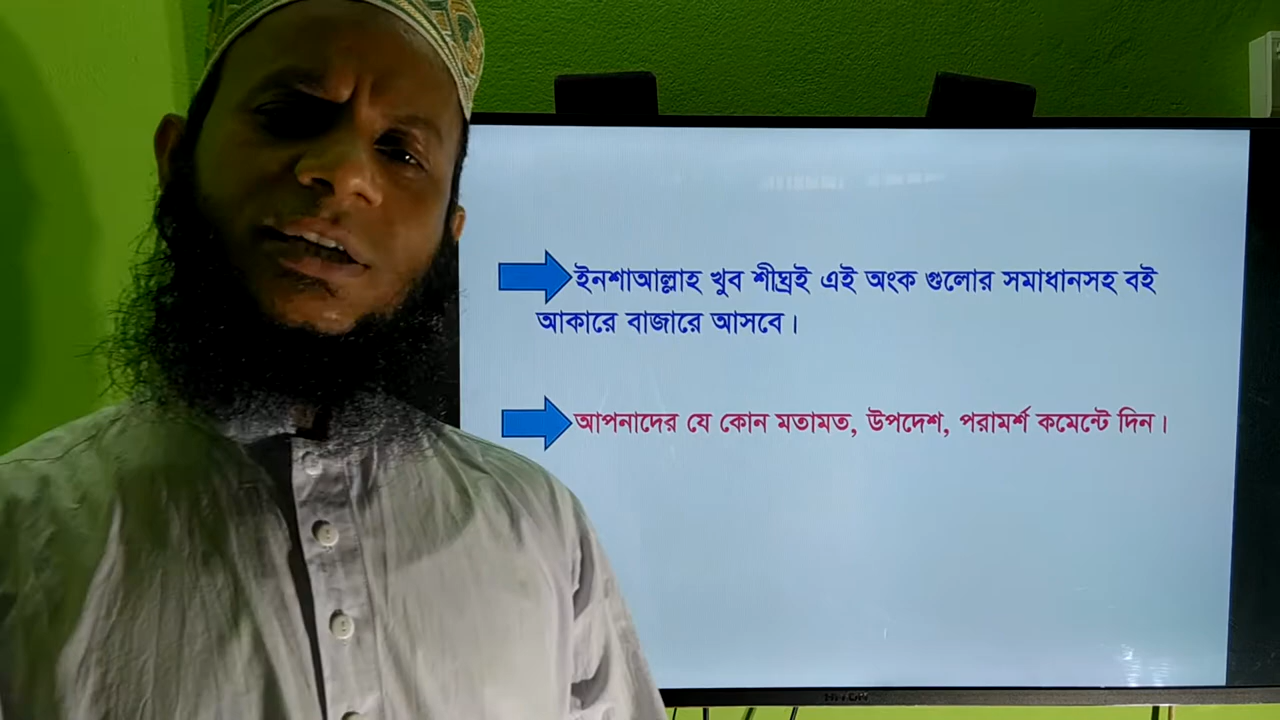 ইনশাআল্লাহ খুব শীঘ্রই এই অংক গুলোর সমাধানসহ বই
আকারে বাজারে আসবে।
আপনাদের যে কোন মতামত, উপদেশ, পরামর্শ কমেন্টে দিন।